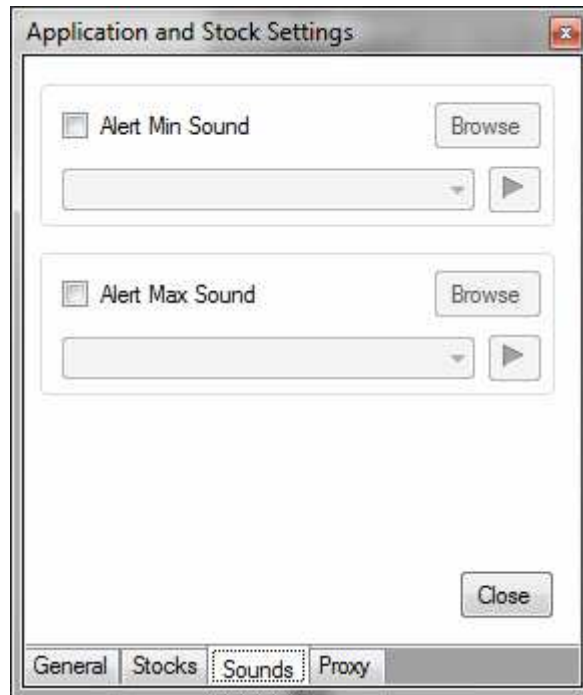 Application and Stock Settings
Alert Min Sound Browse
Alert Max Sound Browse
Close
General Stocks Sounds Proxy